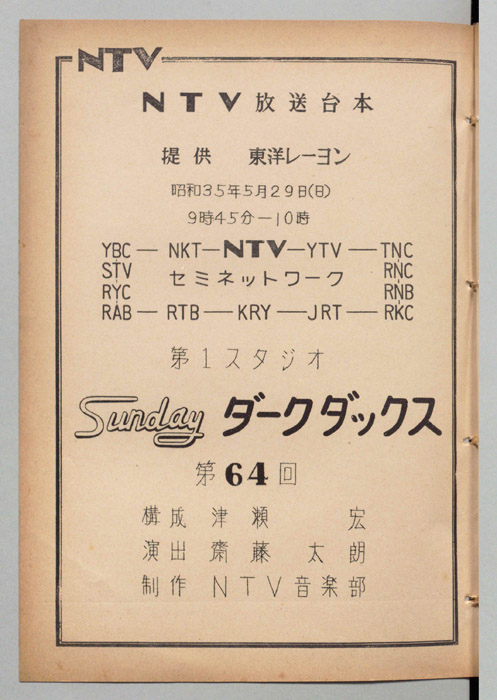 NTV
NTV放送台本
提供 東洋レーヨン
昭和35年5月29日(日)
9時45分ー10時
YBC — NKT — NTV — YTV — TNC
STV セミネットワーク RNC
RYC RNB
RAB — RTB — KRY — JRT — RKC
第1スタジオ
Sunday ダークダックス
第64回
構成 津瀬 宏
演出 齋藤 太朗
制作 NTV音楽部